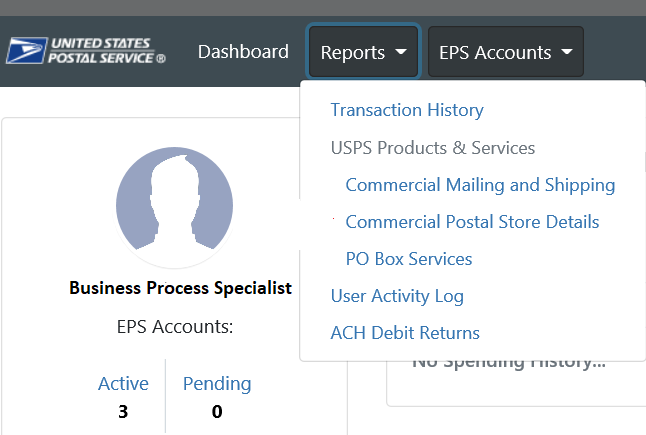 UNITED STATES
POSTAL SERVICE ®
Dashboard
Reports
EPS Accounts
Transaction History
USPS Products & Services
Commercial Mailing and Shipping
Commercial Postal Store Details
PO Box Services
User Activity Log
ACH Debit Returns
Business Process Specialist
EPS Accounts:
Active
Pending
3
0
No Spending History...